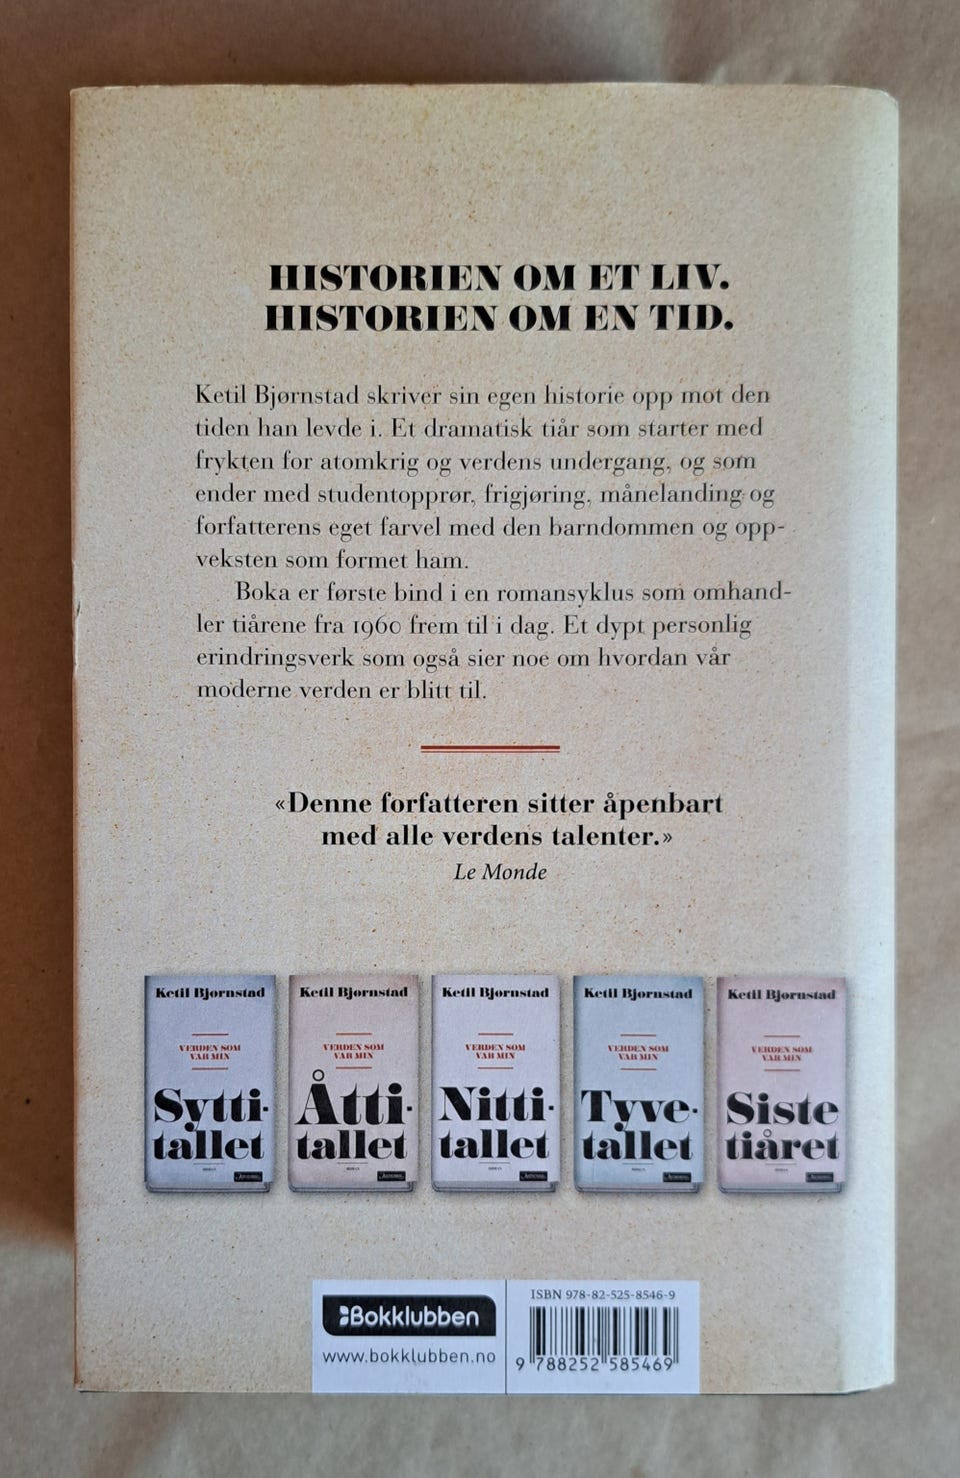 HISTORIEN OM ET LIV.
HISTORIEN OM EN TID.
Ketil Bjørnstad skriver sin egen historie opp mot den
tiden han levde i. Et dramatisk tiår som starter med
frykten for atomkrig og verdens undergang, og som
ender med studentopprør, frigjøring, månelanding og
forfatterens eget farvel med den barndommen og opp-
veksten som formet ham.
Boka er første bind i en romansyklus som omhand-
ler tiårene fra 1960 frem til i dag. Et dypt personlig
erindringsverk som også sier noe om hvordan vår
moderne verden er blitt til.
«Denne forfatteren sitter åpenbart
med alle verdens talenter.»
Le Monde
Ketil Bjørnstad
VERDEN SOM
VAR MIN
Sytti-
tallet
Ketil Bjørnstad
VERDEN SOM
VAR MIN
Åtti-
tallet
Ketil Bjørnstad
VERDEN SOM
VAR MIN
Nitti-
tallet
Ketil Bjørnstad
VERDEN SOM
VAR MIN
Tyve-
tallet
Ketil Bjørnstad
VERDEN SOM
VAR MIN
Siste
tiåret
Bokklubben
www.bokklubben.no
ISBN 978-82-525-8546-9
9 788252 585469